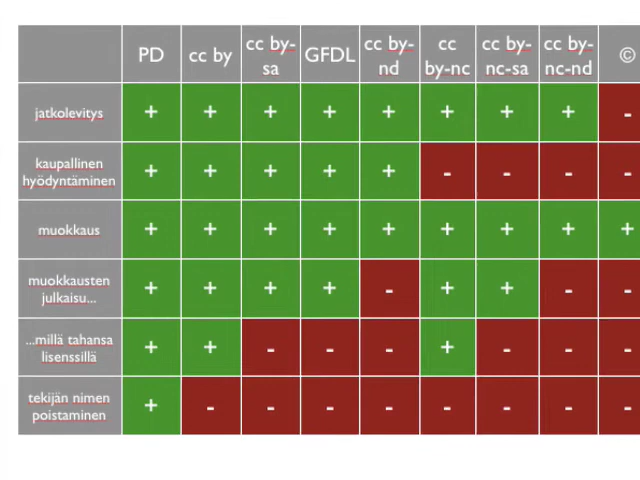 PD cc by cc by-sa GFDL cc by-nd cc by-nc cc by-nc-sa cc by-nc-nd ©
jatkolevitys + + + + + + + + -
kaupallinen hyödyntäminen + + + + + - - - -
muokkaus + + + + + + + + +
muokkausten julkaisu... + + + + - + + - -
...millä tahansa lisenssillä + + - - - + - - -
tekijän nimen poistaminen + - - - - - - - -